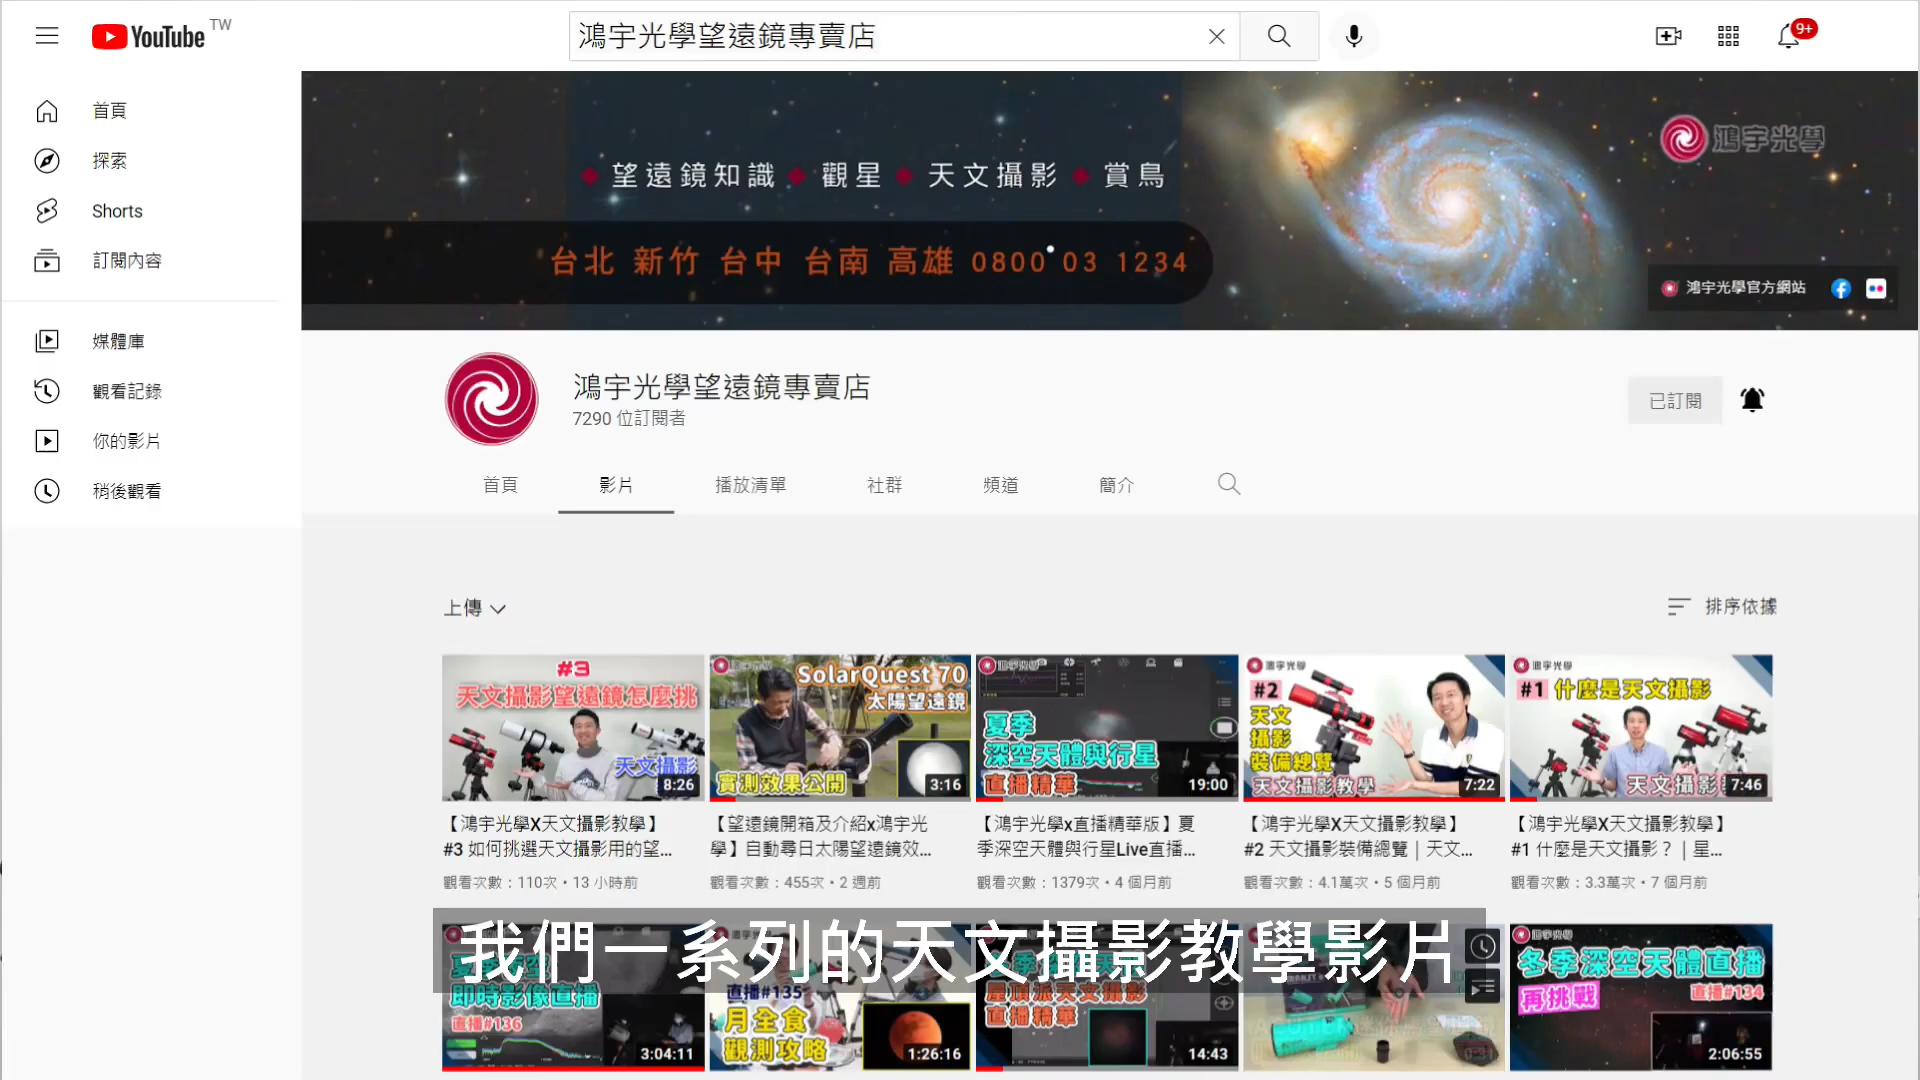 YouTube TW
鴻宇光學望遠鏡專賣店
9+
首頁
探索
Shorts
訂閱內容
媒體庫
觀看記錄
你的影片
稍後觀看
望遠鏡知識 觀星 天文攝影 賞鳥
台北 新竹 台中 台南 高雄 0800 03 1234
鴻宇光學
鴻宇光學官方網站
鴻宇光學望遠鏡專賣店
7290 位訂閱者
已訂閱
首頁 影片 播放清單 社群 頻道 簡介
上傳
排序依據
#3
天文攝影望遠鏡怎麼挑
天文攝影
8:26
SolarQuest 70
太陽望遠鏡
實測效果公開
3:16
鴻宇光學
夏季
深空天體與行星
直播精華
19:00
鴻宇光學
#2
天文
攝影
裝備總覽
天文攝影教學
7:22
鴻宇光學
#1 什麼是天文攝影
天文攝影
7:46
【鴻宇光學X天文攝影教學】
#3 如何挑選天文攝影用的望...
觀看次數：110次・13 小時前
【望遠鏡開箱及介紹x鴻宇光
學】自動尋日太陽望遠鏡效...
觀看次數：455次・2 週前
【鴻宇光學x直播精華版】夏
季深空天體與行星Live直播...
觀看次數：1379次・4 個月前
【鴻宇光學X天文攝影教學】
#2 天文攝影裝備總覽｜天文...
觀看次數：4.1萬次・5 個月前
【鴻宇光學X天文攝影教學】
#1 什麼是天文攝影？｜星...
觀看次數：3.3萬次・7 個月前
我們一系列的天文攝影教學影片
即時影像直播
直播#136
3:04:11
直播#135
月全食
觀測攻略
1:26:16
屋頂派天文攝影
直播精華
14:43
鴻宇光學
冬季深空天體直播
再挑戰
直播#134
2:06:55